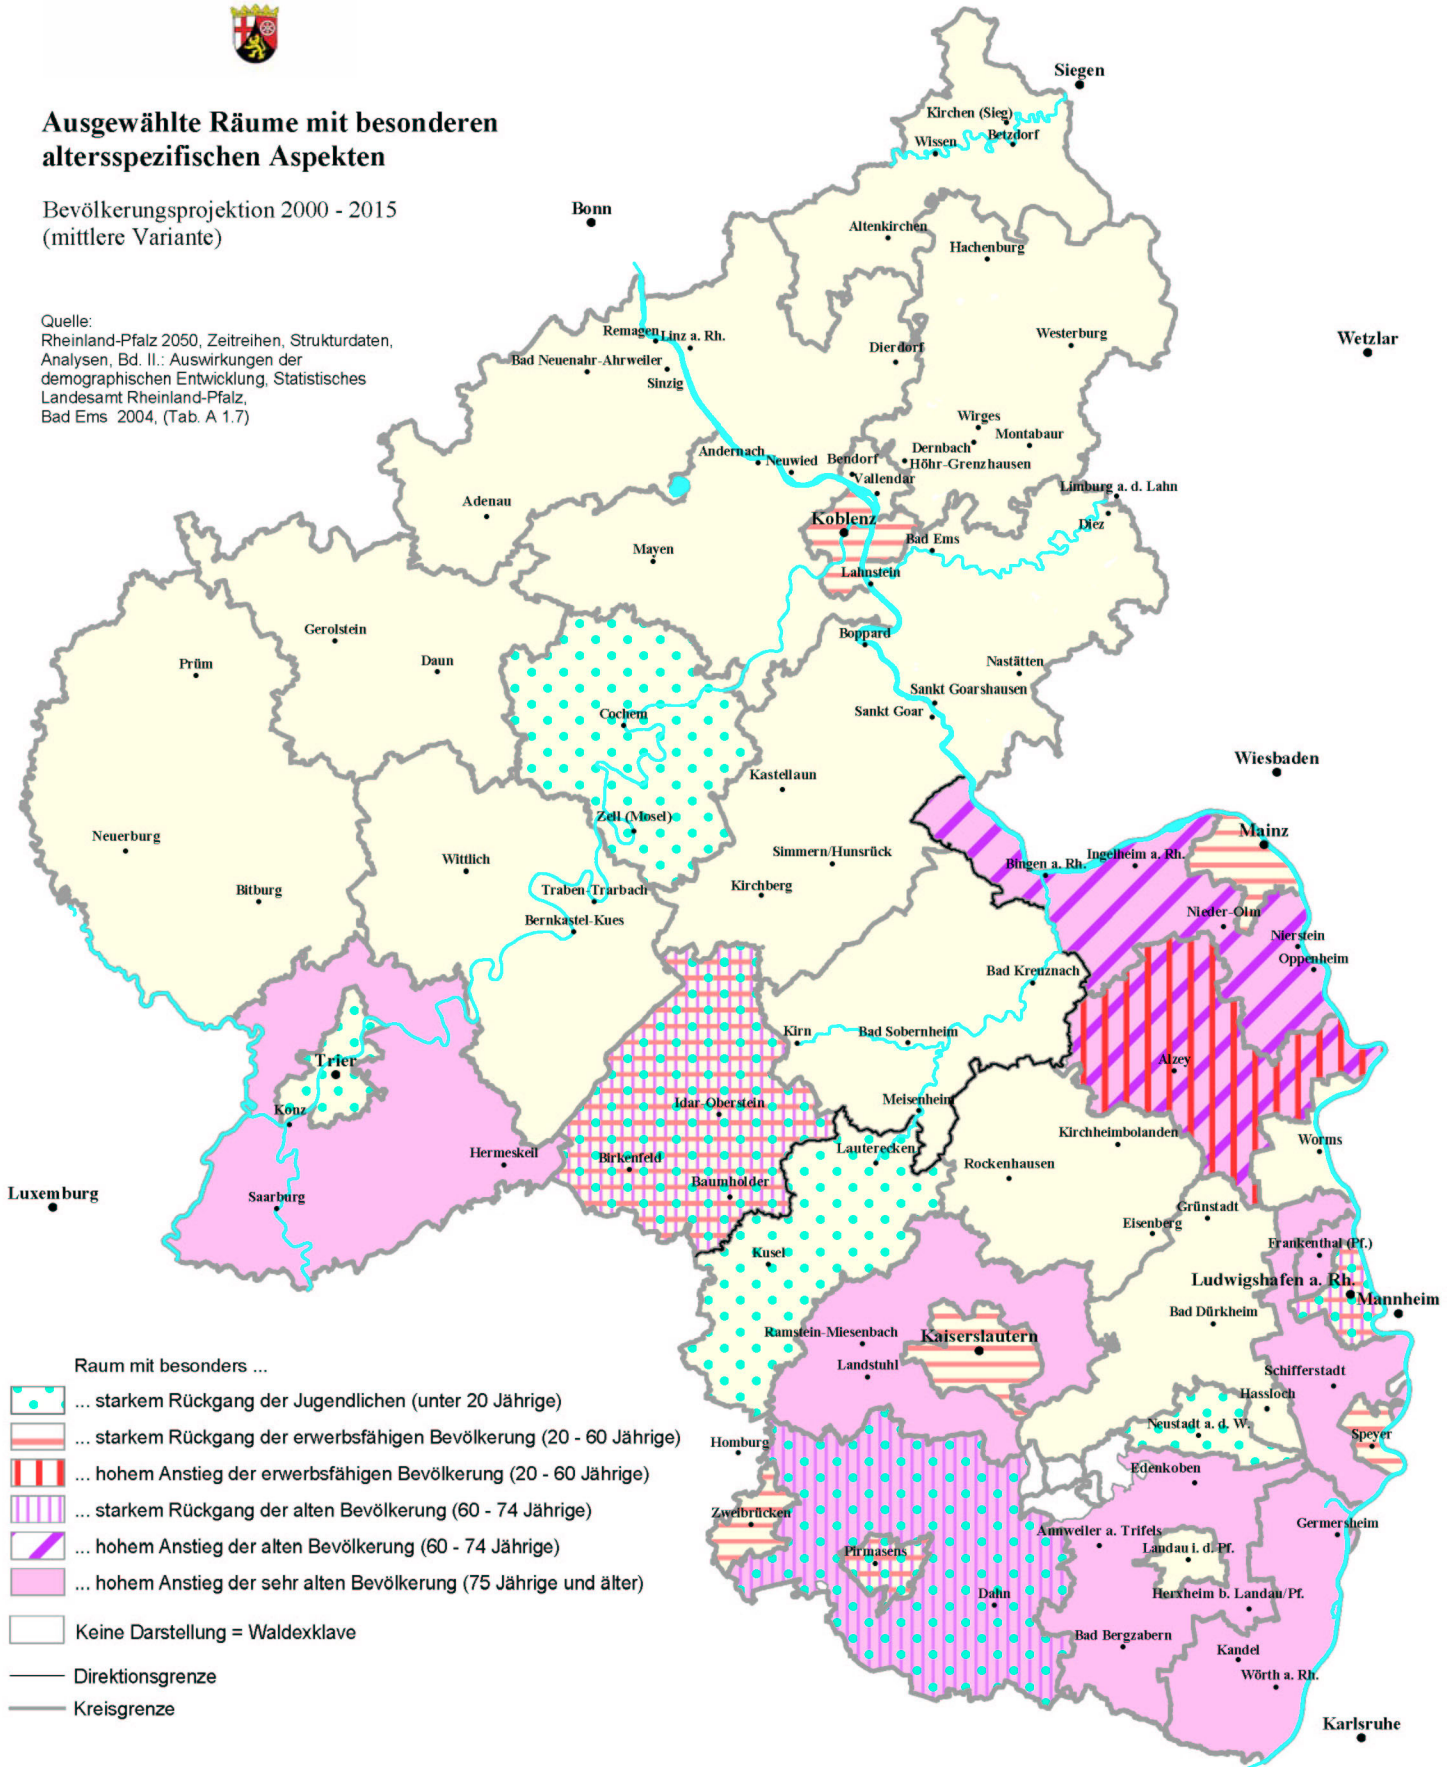 Ausgewählte Räume mit besonderen
altersspezifischen Aspekten
Bevölkerungsprojektion 2000 - 2015
(mittlere Variante)
Quelle:
Rheinland-Pfalz 2050, Zeitreihen, Strukturdaten,
Analysen, Bd. II.: Auswirkungen der
demographischen Entwicklung, Statistisches
Landesamt Rheinland-Pfalz,
Bad Ems 2004, (Tab. A 1.7)
Siegen
Kirchen (Sieg)
Betzdorf
Wissen
Bonn
Altenkirchen
Hachenburg
Remagen
Linz a. Rh.
Westerburg
Wetzlar
Dierdorf
Bad Neuenahr-Ahrweiler
Sinzig
Wirges
Montabaur
Dernbach
Andernach
Neuwied
Bendorf
Höhr-Grenzhausen
Vallendar
Limburg a. d. Lahn
Adenau
Koblenz
Diez
Bad Ems
Mayen
Lahnstein
Gerolstein
Boppard
Prüm
Daun
Nastätten
Sankt Goarshausen
Sankt Goar
Cochem
Wiesbaden
Kastellaun
Zell (Mosel)
Mainz
Neuerburg
Wittlich
Simmern/Hunsrück
Bingen a. Rh.
Ingelheim a. Rh.
Bitburg
Traben-Trarbach
Kirchberg
Bernkastel-Kues
Nieder-Olm
Nierstein
Oppenheim
Bad Kreuznach
Kirn
Bad Sobernheim
Trier
Alzey
Konz
Idar-Oberstein
Meisenheim
Kirchheimbolanden
Worms
Hermeskeil
Birkenfeld
Lauterecken
Rockenhausen
Baumholder
Luxemburg
Saarburg
Grünstadt
Eisenberg
Kusel
Frankenthal (Pf.)
Ludwigshafen a. Rh.
Mannheim
Bad Dürkheim
Ramstein-Miesenbach
Kaiserslautern
Landstuhl
Schifferstadt
Hassloch
Neustadt a. d. W.
Speyer
Homburg
Edenkoben
Zweibrücken
Annweiler a. Trifels
Germersheim
Pirmasens
Landau i. d. Pf.
Dahn
Herxheim b. Landau/Pf.
Bad Bergzabern
Kandel
Wörth a. Rh.
Karlsruhe
Raum mit besonders ...
... starkem Rückgang der Jugendlichen (unter 20 Jährige)
... starkem Rückgang der erwerbsfähigen Bevölkerung (20 - 60 Jährige)
... hohem Anstieg der erwerbsfähigen Bevölkerung (20 - 60 Jährige)
... starkem Rückgang der alten Bevölkerung (60 - 74 Jährige)
... hohem Anstieg der alten Bevölkerung (60 - 74 Jährige)
... hohem Anstieg der sehr alten Bevölkerung (75 Jährige und älter)
Keine Darstellung = Waldexklave
Direktionsgrenze
Kreisgrenze